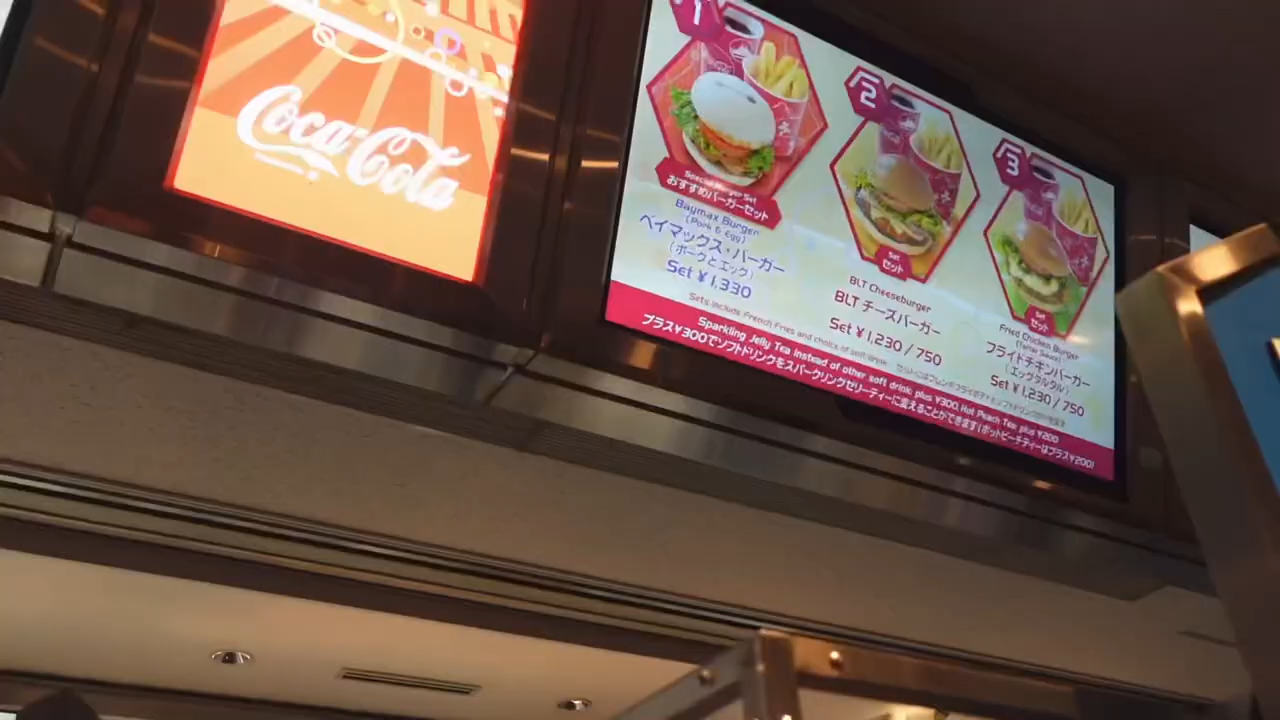 Coca-Cola
1
Special Burger Set
おすすめバーガーセット
Baymax Burger
(Pork & Egg)
ベイマックス・バーガー
(ポークとエッグ)
Set ¥1,330
2
Set
セット
BLT Cheeseburger
BLT チーズバーガー
Set ¥1,230 / 750
3
Set
セット
Fried Chicken Burger
(Tartar Sauce)
フライドチキンバーガー
(エッグタルタル)
Set ¥1,230 / 750
Sets include French Fries and choice of soft drink.
Sparkling Jelly Tea instead of other soft drink: plus ¥300, Hot Peach Tea: plus ¥200
プラス¥300でソフトドリンクをスパークリングゼリーティーに変えることができます(ホットピーチティーはプラス¥200)